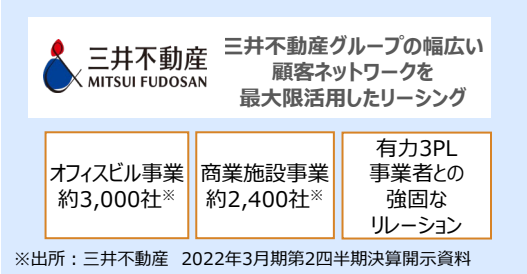 三井不動産
MITSUI FUDOSAN
三井不動産グループの幅広い
顧客ネットワークを
最大限活用したリーシング
オフィスビル事業
約3,000社※
商業施設事業
約2,400社※
有力3PL
事業者との
強固な
リレーション
※出所：三井不動産 2022年3月期第2四半期決算開示資料